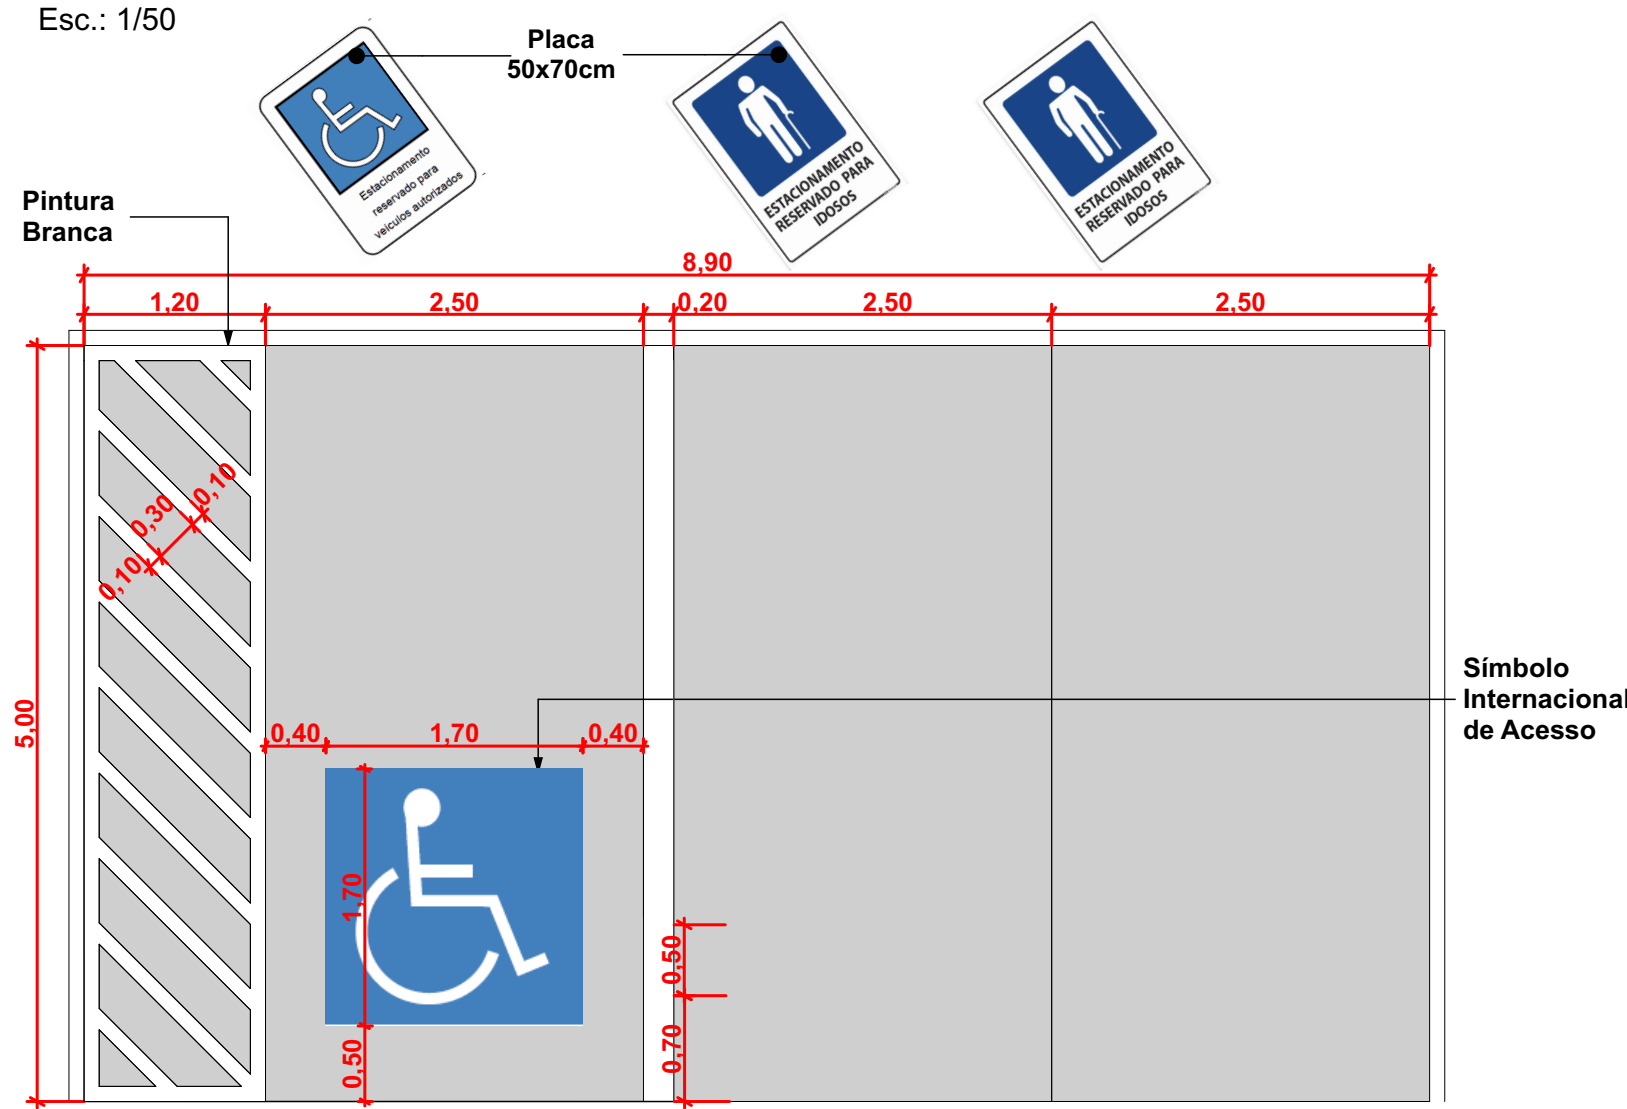 Esc.: 1/50
Placa
50x70cm
Estacionamento
reservado para
veículos autorizados
ESTACIONAMENTO
RESERVADO PARA
IDOSOS
ESTACIONAMENTO
RESERVADO PARA
IDOSOS
Pintura
Branca
8,90
1,20
2,50
0,20
2,50
2,50
0,10
0,30
0,10
5,00
Símbolo
Internacional
de Acesso
0,40
1,70
0,40
1,70
0,50
0,50
0,70